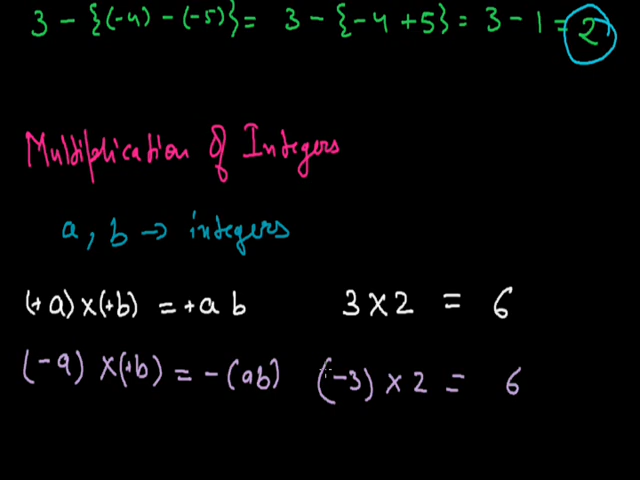 3 - {(-4) - (-5)} = 3 - {-4 + 5} = 3 - 1 = 2
Multiplication of Integers
a, b → integers
(+a) × (+b) = +a b 3 × 2 = 6
(-a) × (+b) = -(ab) (-3) × 2 = 6